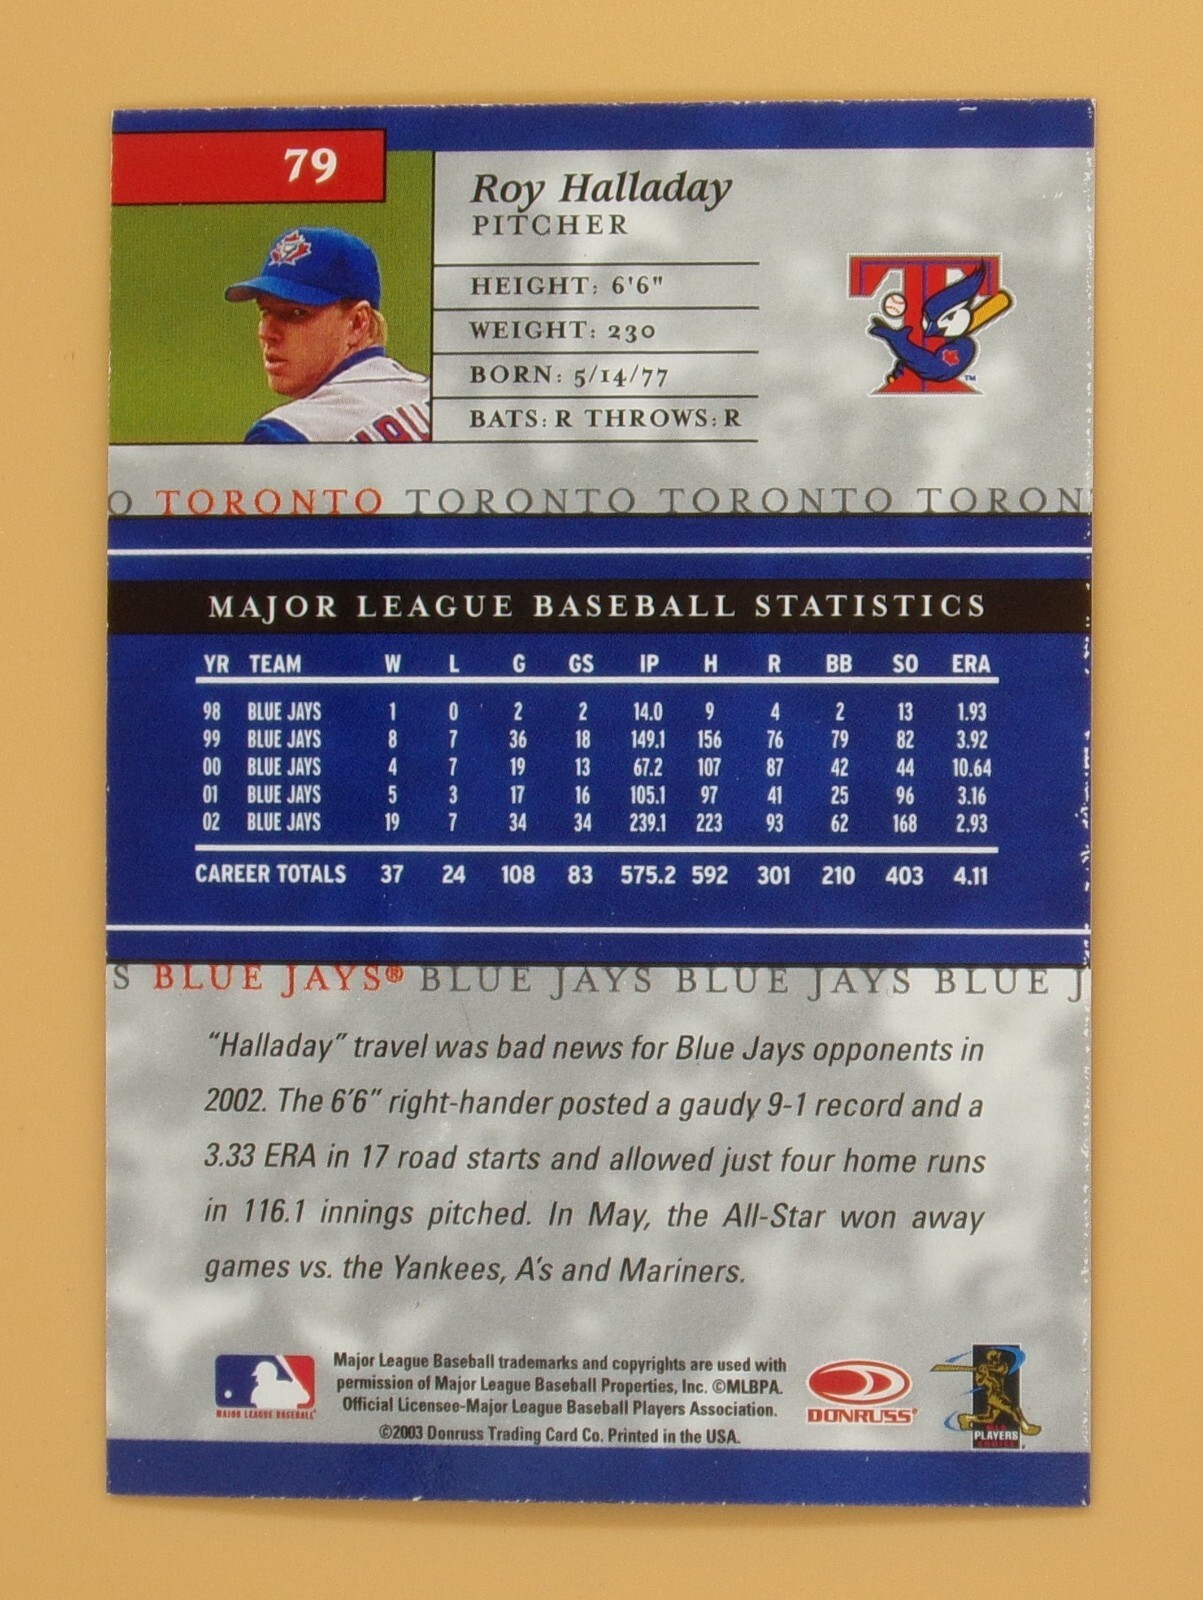 79
Roy Halladay
PITCHER
HEIGHT: 6'6"
WEIGHT: 230
BORN: 5/14/77
BATS: R THROWS: R
T
TM
O TORONTO TORONTO TORONTO TORON
MAJOR LEAGUE BASEBALL STATISTICS
YR TEAM W L G GS IP H R BB SO ERA
98 BLUE JAYS 1 0 2 2 14.0 9 4 2 13 1.93
99 BLUE JAYS 8 7 36 18 149.1 156 76 79 82 3.92
00 BLUE JAYS 4 7 19 13 67.2 107 87 42 44 10.64
01 BLUE JAYS 5 3 17 16 105.1 97 41 25 96 3.16
02 BLUE JAYS 19 7 34 34 239.1 223 93 62 168 2.93
CAREER TOTALS 37 24 108 83 575.2 592 301 210 403 4.11
S BLUE JAYS® BLUE JAYS BLUE JAYS BLUE J
“Halladay” travel was bad news for Blue Jays opponents in
2002. The 6’6” right-hander posted a gaudy 9-1 record and a
3.33 ERA in 17 road starts and allowed just four home runs
in 116.1 innings pitched. In May, the All-Star won away
games vs. the Yankees, A’s and Mariners.
MAJOR LEAGUE BASEBALL
Major League Baseball trademarks and copyrights are used with
permission of Major League Baseball Properties, Inc. ©MLBPA.
Official Licensee-Major League Baseball Players Association.
©2003 Donruss Trading Card Co. Printed in the USA.
DONRUSS®
PLAYERS
CHOICE